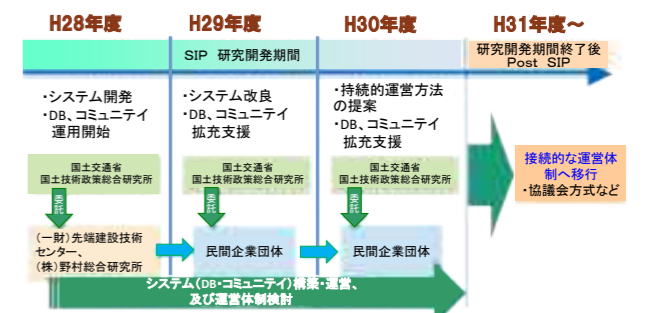 H28年度
H29年度
H30年度
H31年度～
SIP 研究開発期間
研究開発期間終了後
Post SIP
・システム開発
・DB、コミュニテイ
運用開始
・システム改良
・DB、コミュニテイ
拡充支援
・持続的運営方法
の提案
・DB、コミュニテイ
拡充支援
国土交通省
国土技術政策総合研究所
国土交通省
国土技術政策総合研究所
国土交通省
国土技術政策総合研究所
接続的な運営体
制へ移行
・協議会方式など
委託
委託
委託
(一財)先端建設技術
センター、
(株)野村総合研究所
民間企業団体
民間企業団体
システム(DB・コミュニテイ)構築・運営、
及び運営体制検討